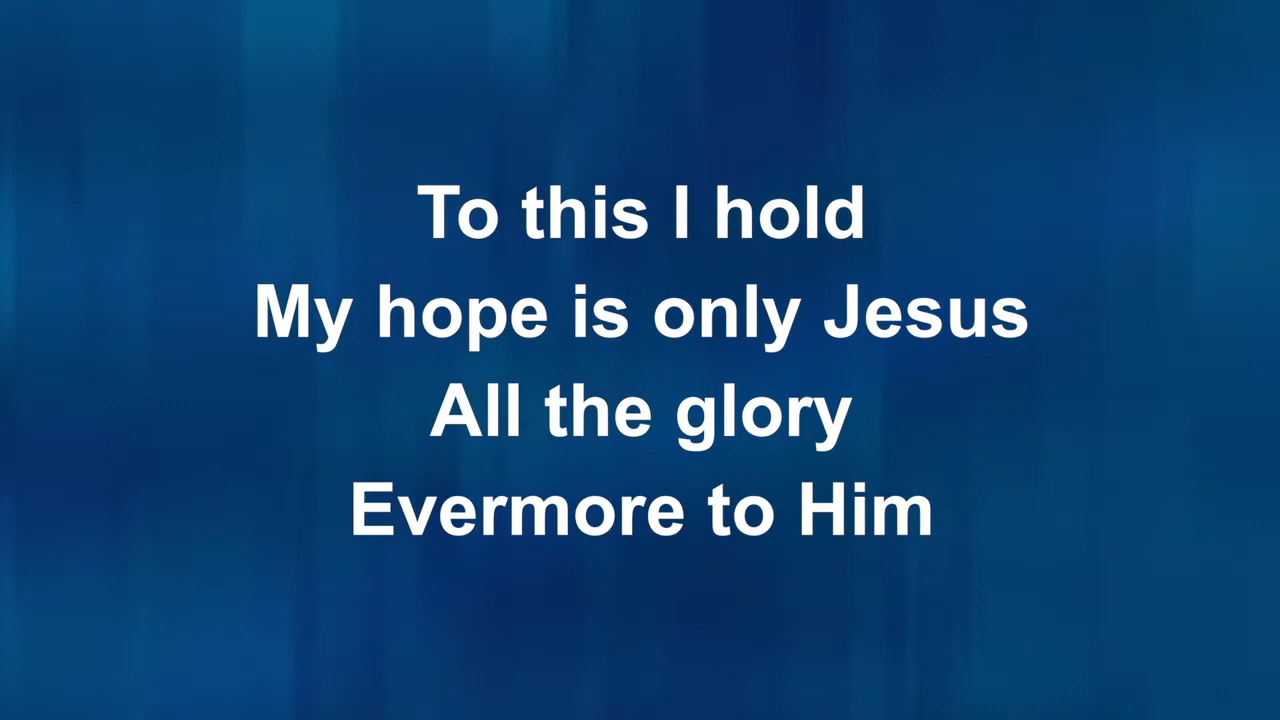 To this I hold
My hope is only Jesus
All the glory
Evermore to Him